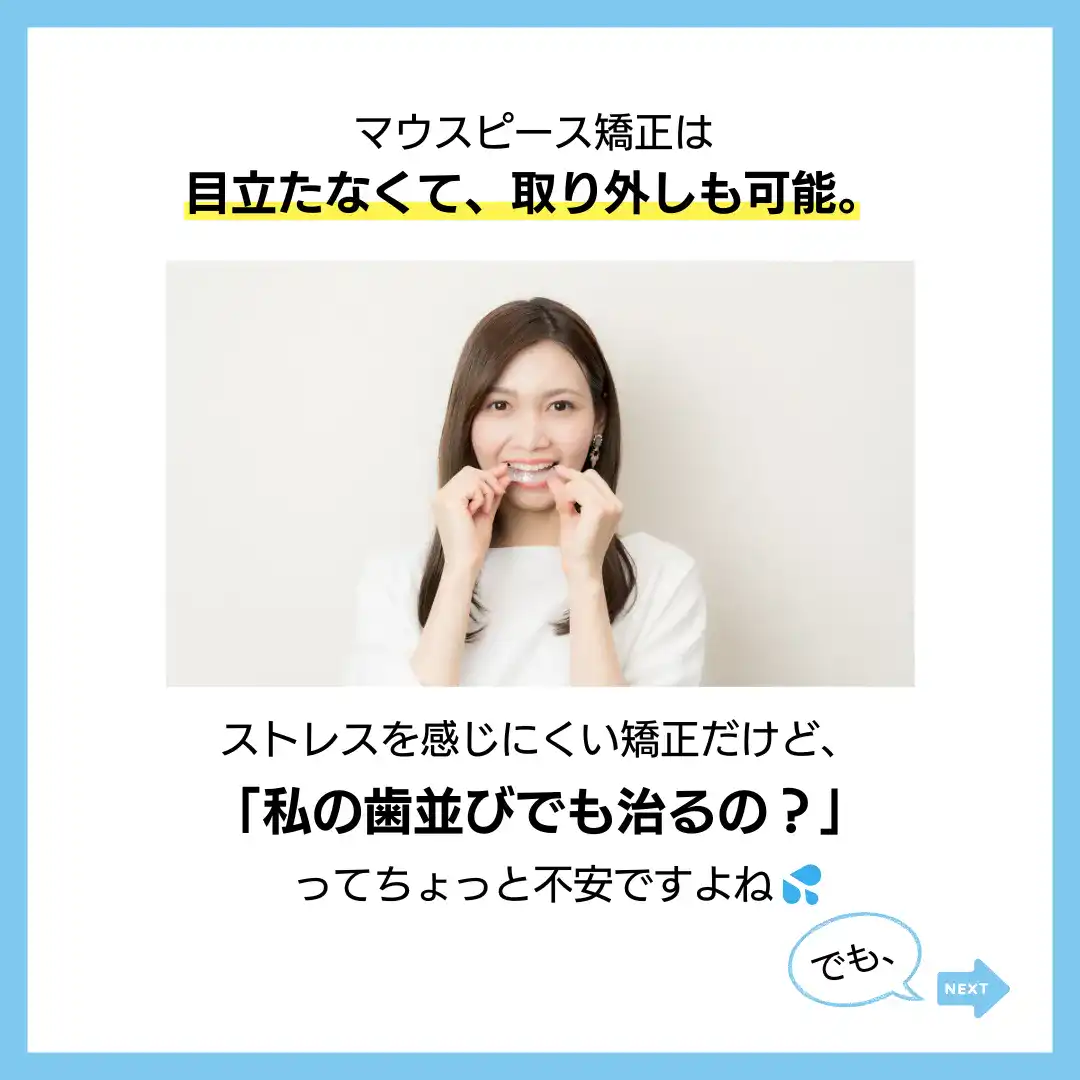 マウスピース矯正は
目立たなくて、取り外しも可能。
ストレスを感じにくい矯正だけど、
「私の歯並びでも治るの？」
ってちょっと不安ですよね💦
でも、
NEXT